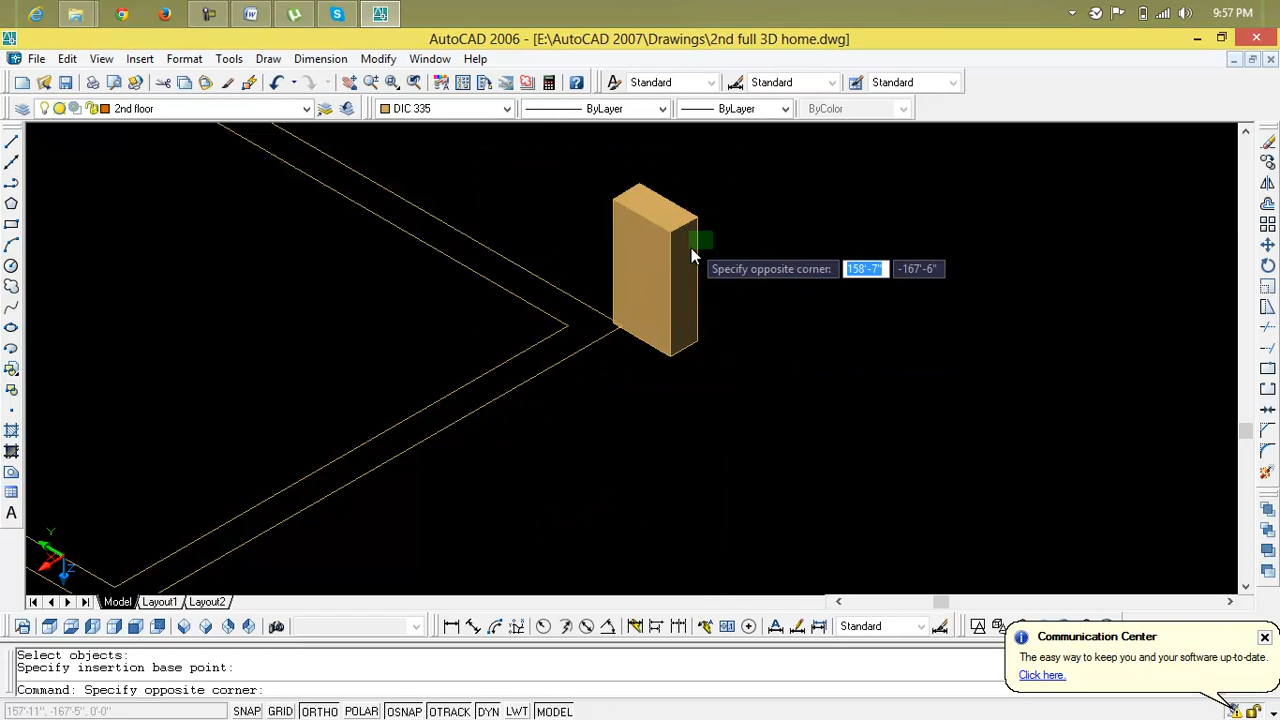 9:57 PM
AutoCAD 2006 - [E:\AutoCAD 2007\Drawings\2nd full 3D home.dwg]
File Edit View Insert Format Tools Draw Dimension Modify Window Help
Standard Standard Standard
2nd floor DIC 335 ByLayer ByLayer ByColor
Specify opposite corner: 158'-7" -167'-6"
Y
X
Z
Model Layout1 Layout2
Standard
Communication Center
The easy way to keep you and your software up-to-date.
Click here.
Select objects:
Specify insertion base point:
Command: Specify opposite corner:
157'-11", -167'-5", 0'-0" SNAP GRID ORTHO POLAR OSNAP OTRACK DYN LWT MODEL